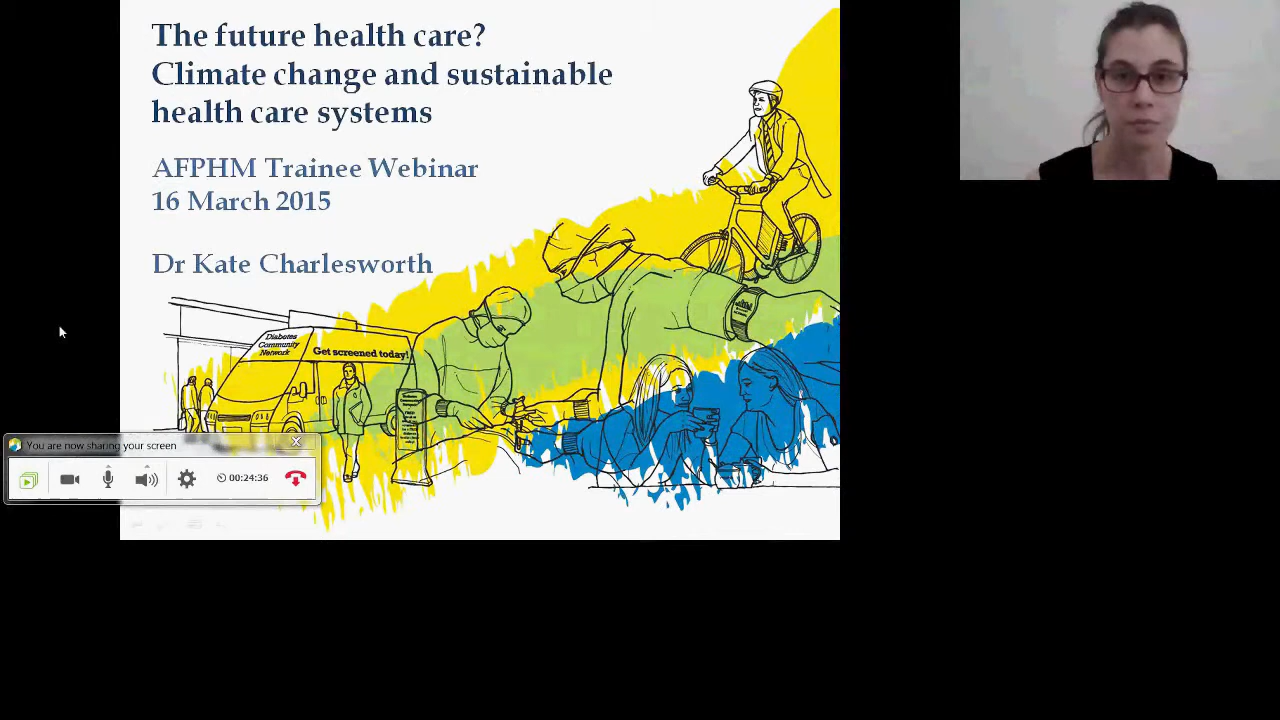 The future health care?
Climate change and sustainable
health care systems
AFPHM Trainee Webinar
16 March 2015
Dr Kate Charlesworth
Diabetes
Community
Network
Get screened today!
You are now sharing your screen
00:24:36